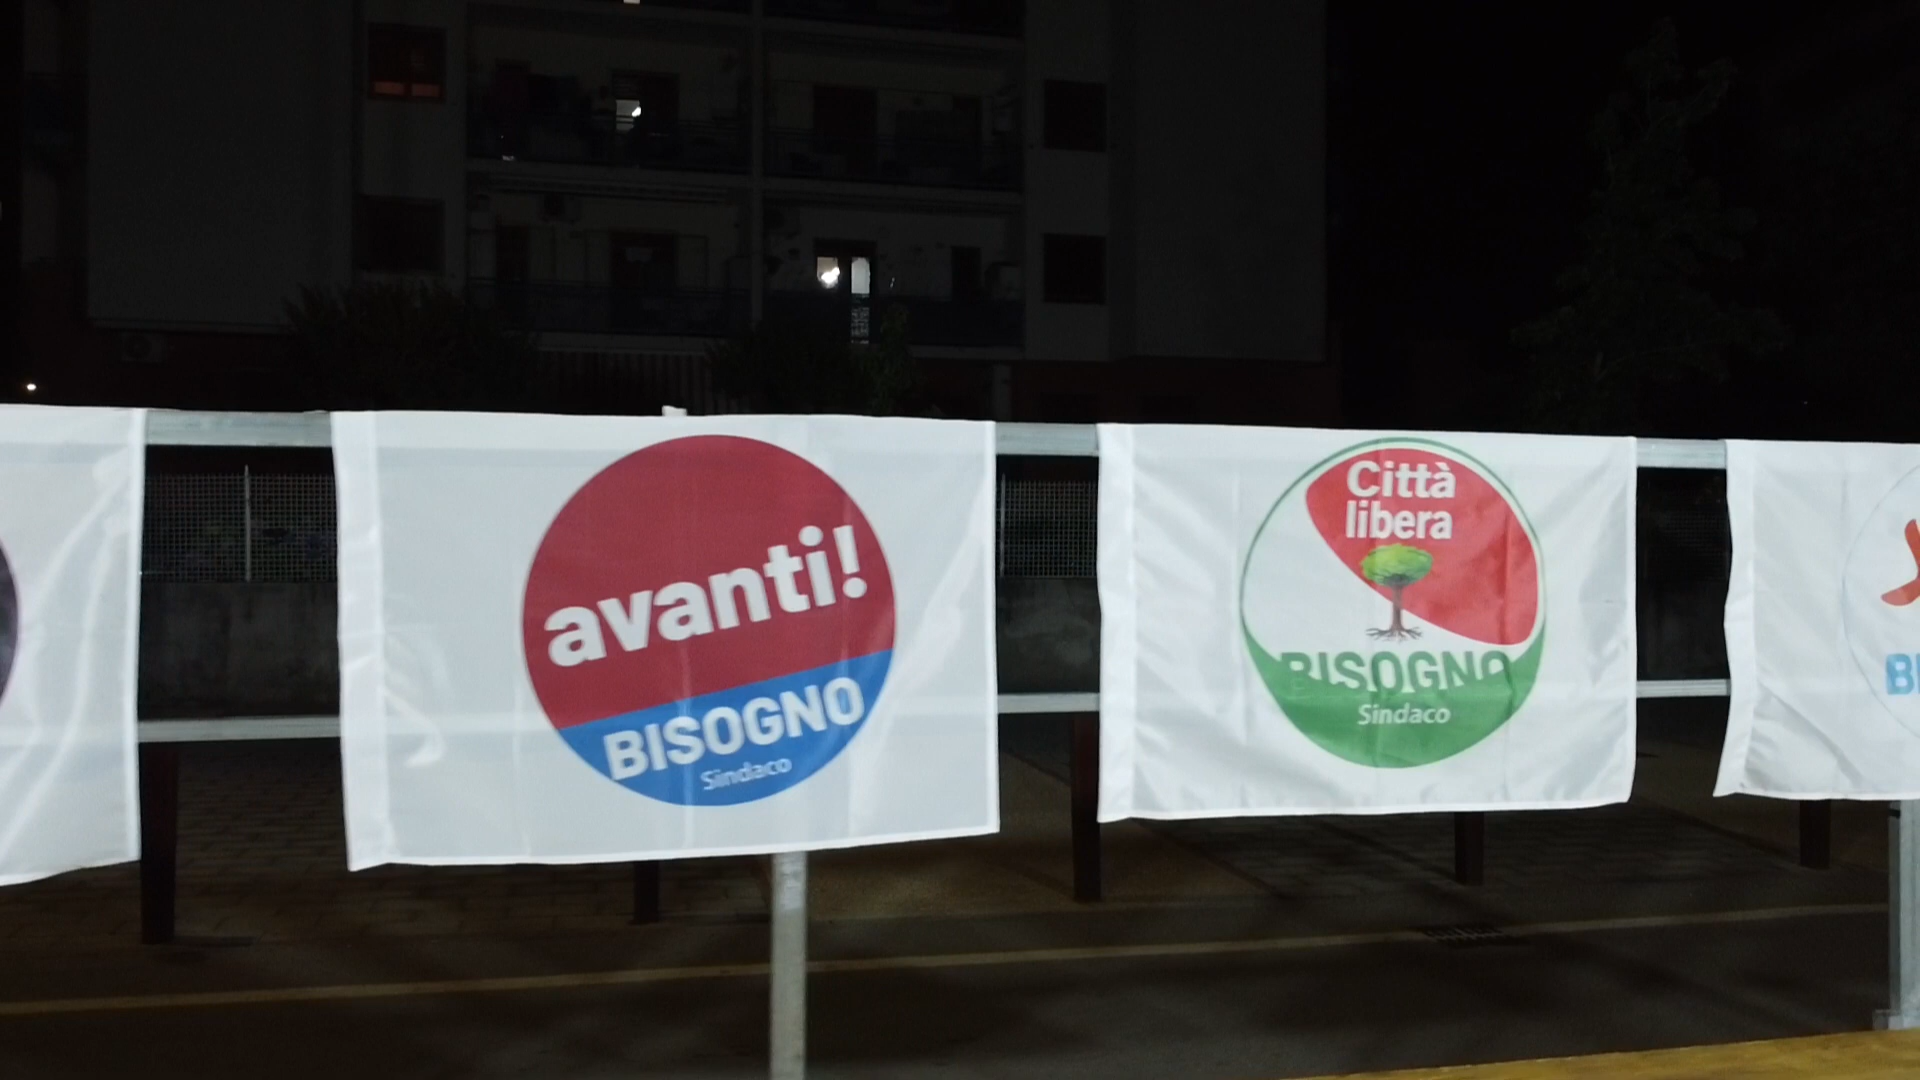 avanti!
BISOGNO
Sindaco
Città
libera
BISOGNO
Sindaco